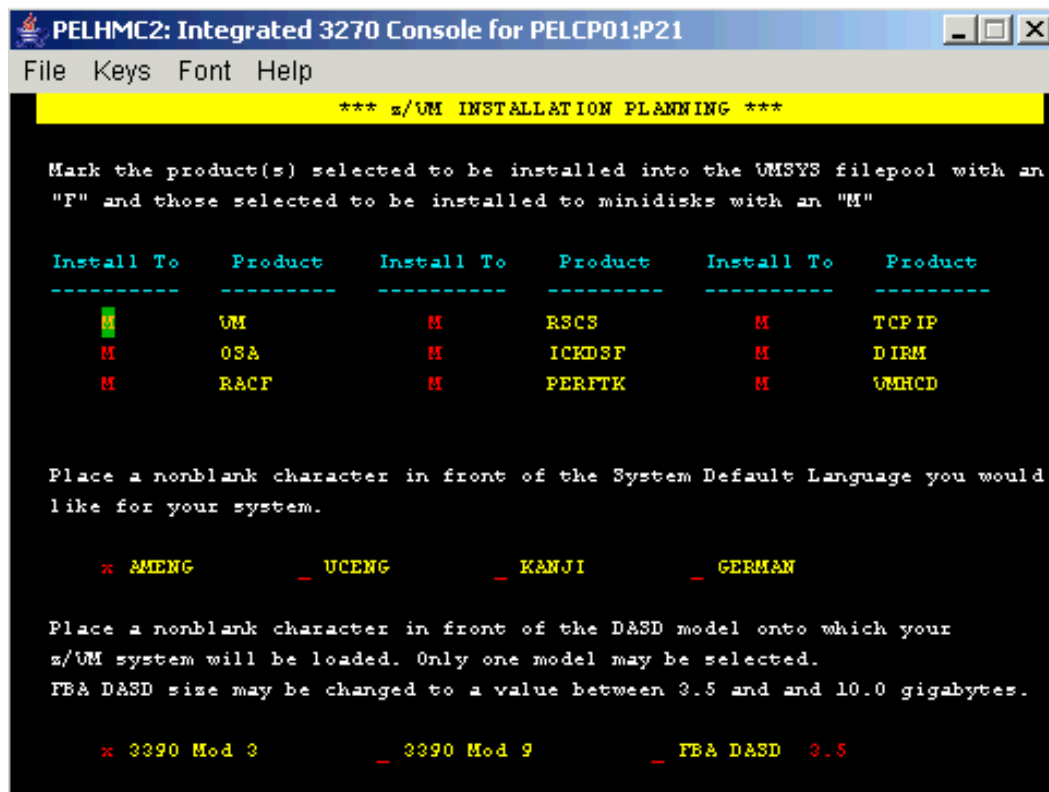 PELHMC2: Integrated 3270 Console for PELCP01:P21
File Keys Font Help
*** z/VM INSTALLATION PLANNING ***
Mark the product(s) selected to be installed into the VMSYS filepool with an
"F" and those selected to be installed to minidisks with an "M"
Install To Product Install To Product Install To Product
---------- --------- ---------- --------- ---------- ---------
M VM M RSCS M TCPIP
M OSA M ICKDSF M DIRM
M RACF M PERFTK M VMHCD
Place a nonblank character in front of the System Default Language you would
like for your system.
x AMENG _ UCENG _ KANJI _ GERMAN
Place a nonblank character in front of the DASD model onto which your
z/VM system will be loaded. Only one model may be selected.
FBA DASD size may be changed to a value between 3.5 and and 10.0 gigabytes.
x 3390 Mod 3 _ 3390 Mod 9 _ FBA DASD 3.5